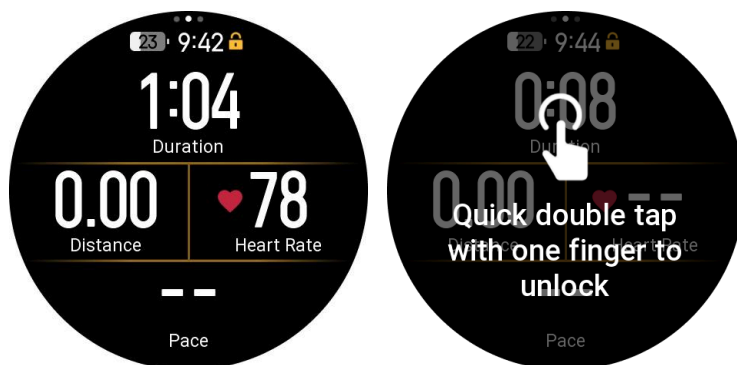 23 9:42
1:04
Duration
0.00 78
Distance Heart Rate
--
Pace
22 9:44
0:08
Duration
0.00 --
Distance Heart Rate
Quick double tap
with one finger to
unlock
--
Pace